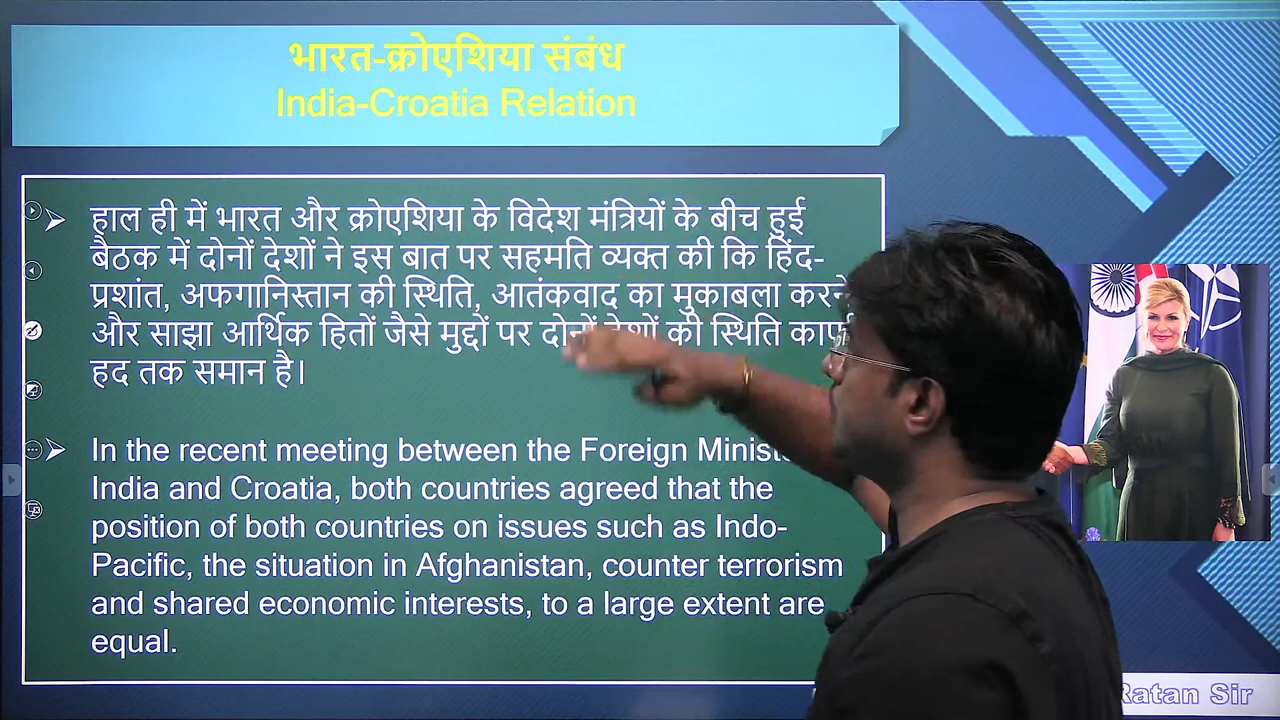 भारत-क्रोएशिया संबंध
India-Croatia Relation
हाल ही में भारत और क्रोएशिया के विदेश मंत्रियों के बीच हुई
बैठक में दोनों देशों ने इस बात पर सहमति व्यक्त की कि हिंद-
प्रशांत, अफगानिस्तान की स्थिति, आतंकवाद का मुकाबला करने
और साझा आर्थिक हितों जैसे मुद्दों पर दोनों देशों की स्थिति
हद तक समान है।
In the recent meeting between the Foreign
India and Croatia, both countries agreed that the
position of both countries on issues such as Indo-
Pacific, the situation in Afghanistan, counter terrorism
and shared economic interests, to a large extent are
equal.
Ratan Sir